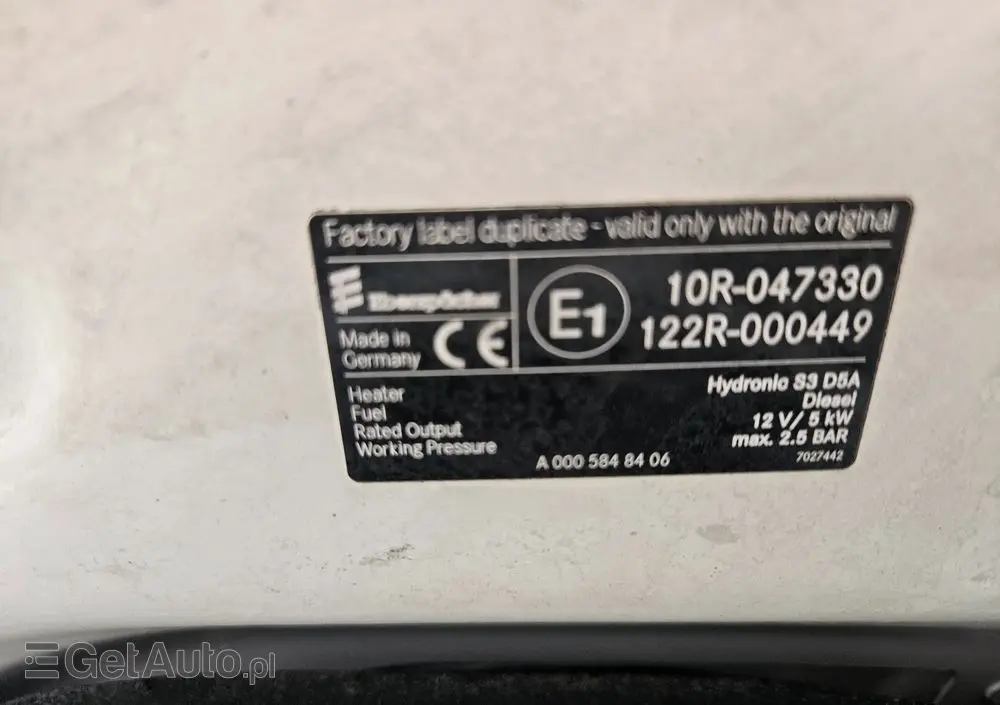 Factory label duplicate - valid only with the original
Eberspächer
Made in
Germany
CE
E1
10R-047330
122R-000449
Heater
Hydronic S3 D5A
Fuel
Diesel
Rated Output
12 V/ 5 kW
Working Pressure
max. 2.5 BAR
A 000 584 84 06
7027442
GetAuto.pl